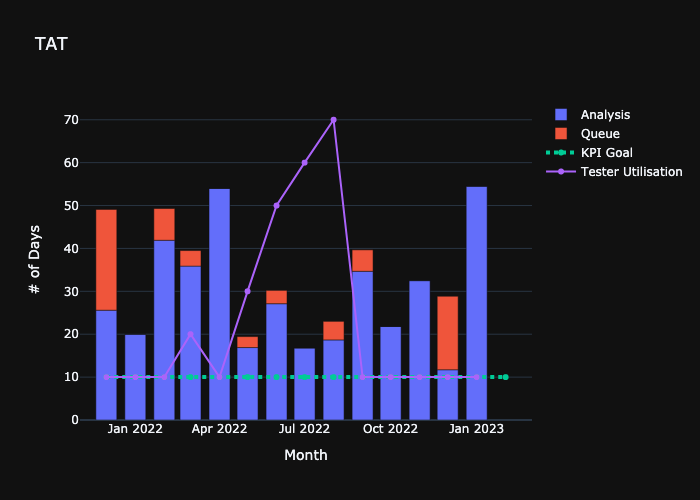 TAT
Analysis
Queue
KPI Goal
Tester Utilisation
# of Days
70
60
50
40
30
20
10
0
Jan 2022 Apr 2022 Jul 2022 Oct 2022 Jan 2023
Month